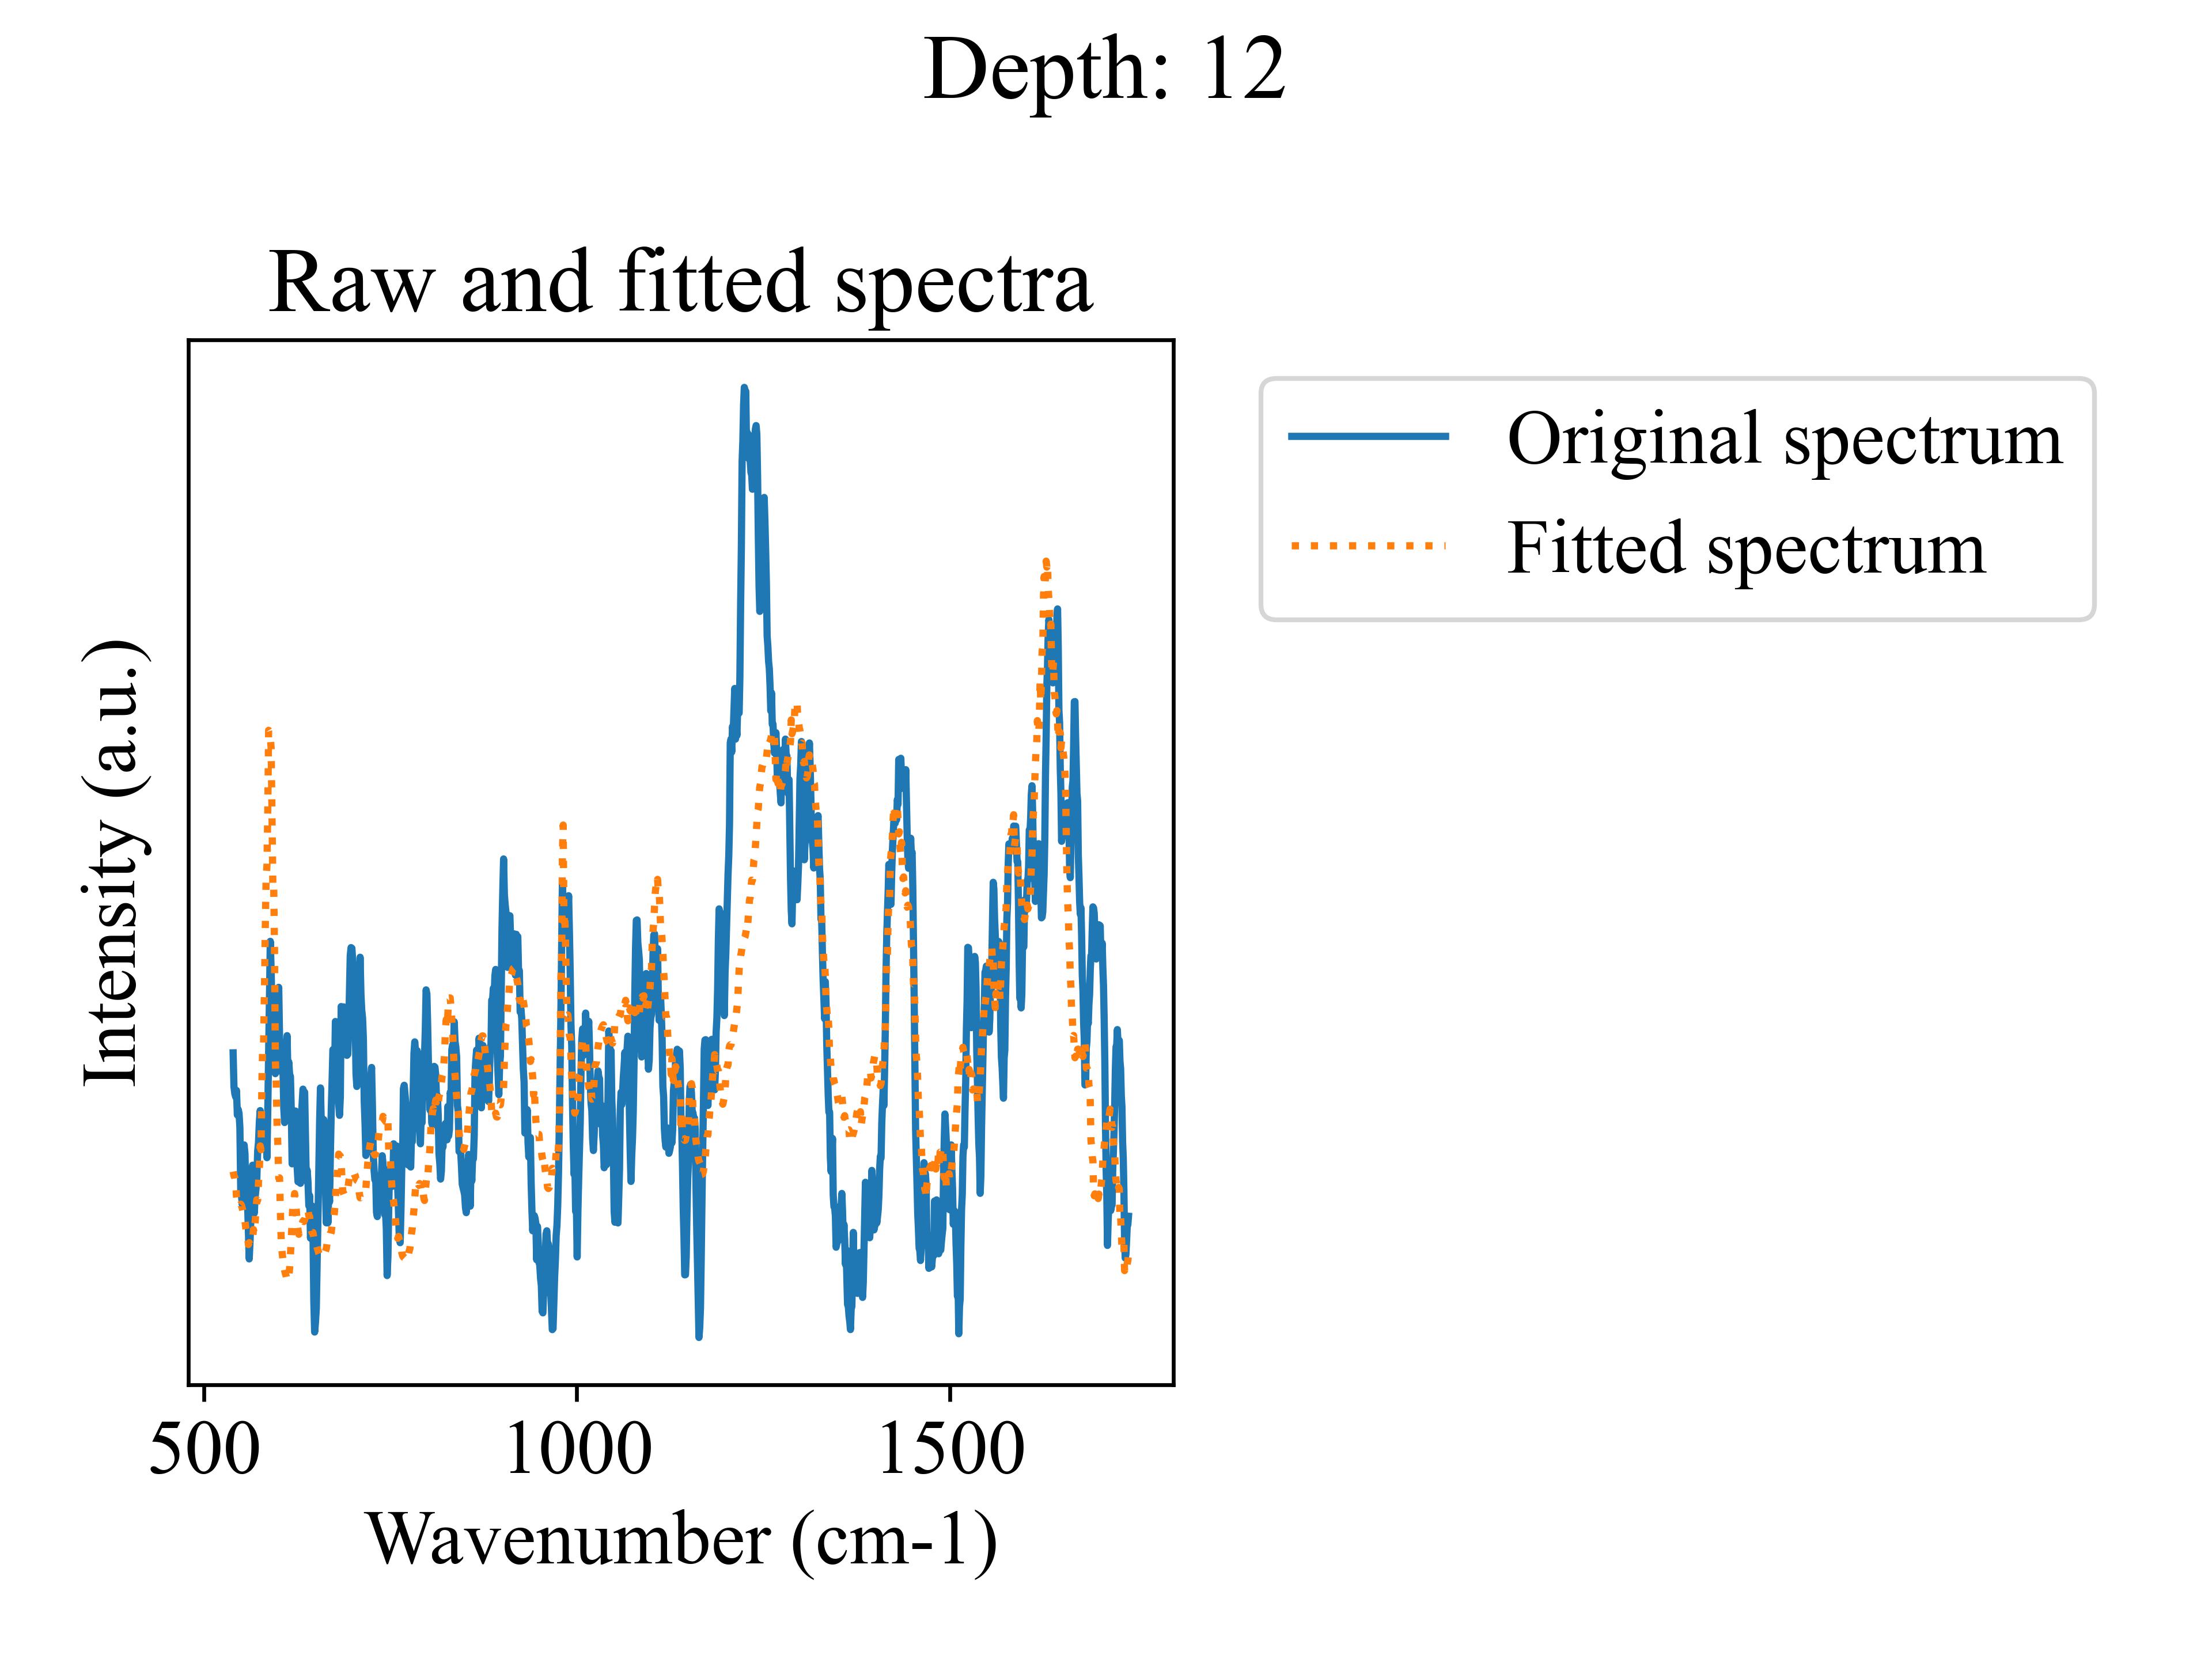 Depth: 12
Raw and fitted spectra
Original spectrum
Fitted spectrum
Intensity (a.u.)
500 1000 1500
Wavenumber (cm-1)